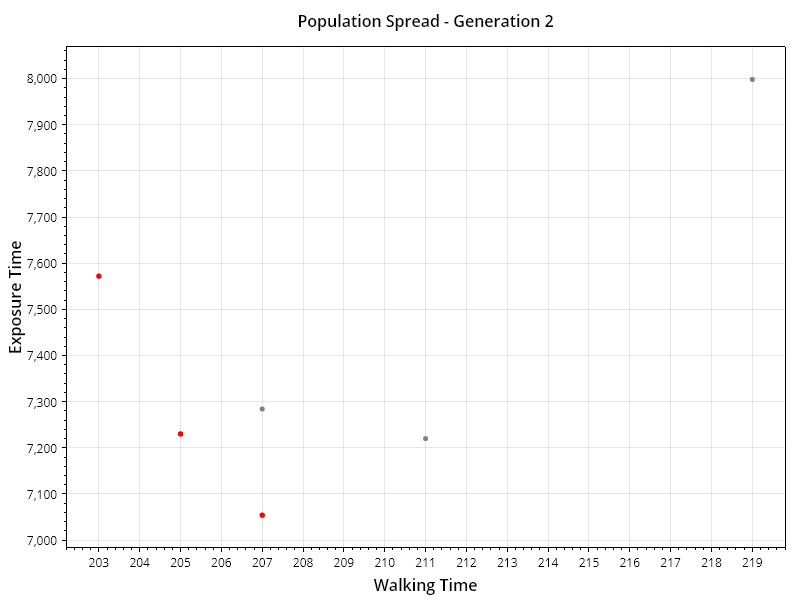 Population Spread - Generation 2
8,000
7,900
7,800
7,700
7,600
7,500
7,400
7,300
7,200
7,100
7,000
Exposure Time
203 204 205 206 207 208 209 210 211 212 213 214 215 216 217 218 219
Walking Time